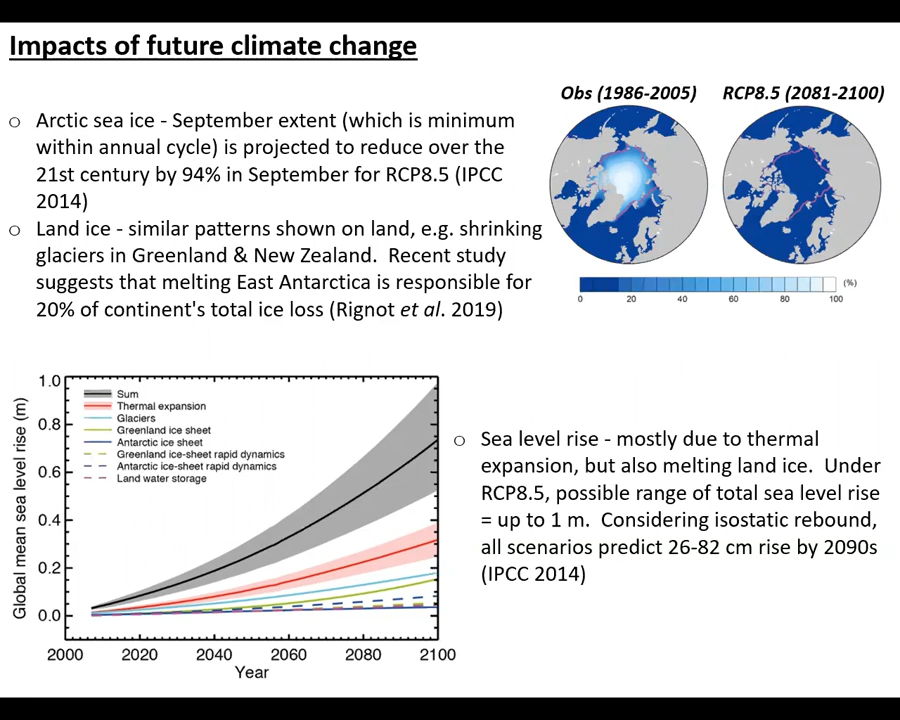 Impacts of future climate change
Obs (1986-2005)
RCP8.5 (2081-2100)
○ Arctic sea ice - September extent (which is minimum
within annual cycle) is projected to reduce over the
21st century by 94% in September for RCP8.5 (IPCC
2014)
○ Land ice - similar patterns shown on land, e.g. shrinking
glaciers in Greenland & New Zealand. Recent study
suggests that melting East Antarctica is responsible for
20% of continent's total ice loss (Rignot et al. 2019)
(%)
0 20 40 60 80 100
Global mean sea level rise (m)
1.0
0.8
0.6
0.4
0.2
0.0
Sum
Thermal expansion
Glaciers
Greenland ice sheet
Antarctic ice sheet
Greenland ice-sheet rapid dynamics
Antarctic ice-sheet rapid dynamics
Land water storage
2000 2020 2040 2060 2080 2100
Year
○ Sea level rise - mostly due to thermal
expansion, but also melting land ice. Under
RCP8.5, possible range of total sea level rise
= up to 1 m. Considering isostatic rebound,
all scenarios predict 26-82 cm rise by 2090s
(IPCC 2014)